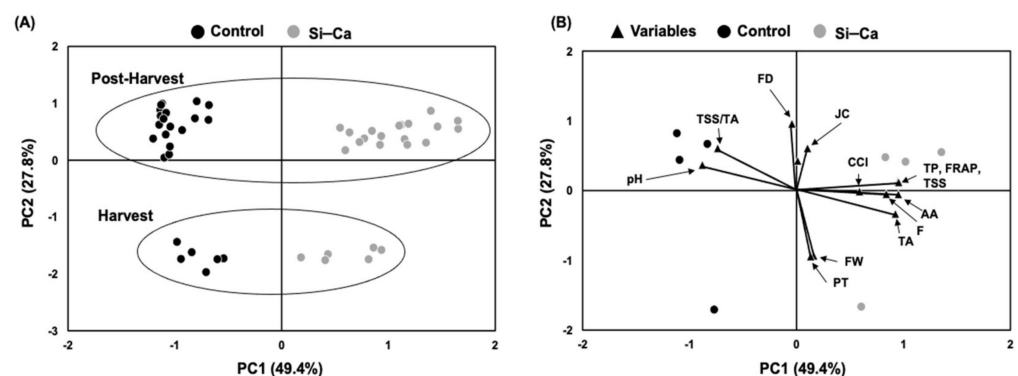 (A)
Control
Si–Ca
2
1
0
-1
-2
-3
-2
-1
0
1
2
PC2 (27.8%)
PC1 (49.4%)
Post-Harvest
Harvest
(B)
Variables
Control
Si–Ca
2
1
0
-1
-2
-2
-1
0
1
2
PC2 (27.8%)
PC1 (49.4%)
FD
JC
TSS/TA
pH
CCI
TP, FRAP,
TSS
AA
F
TA
FW
PT